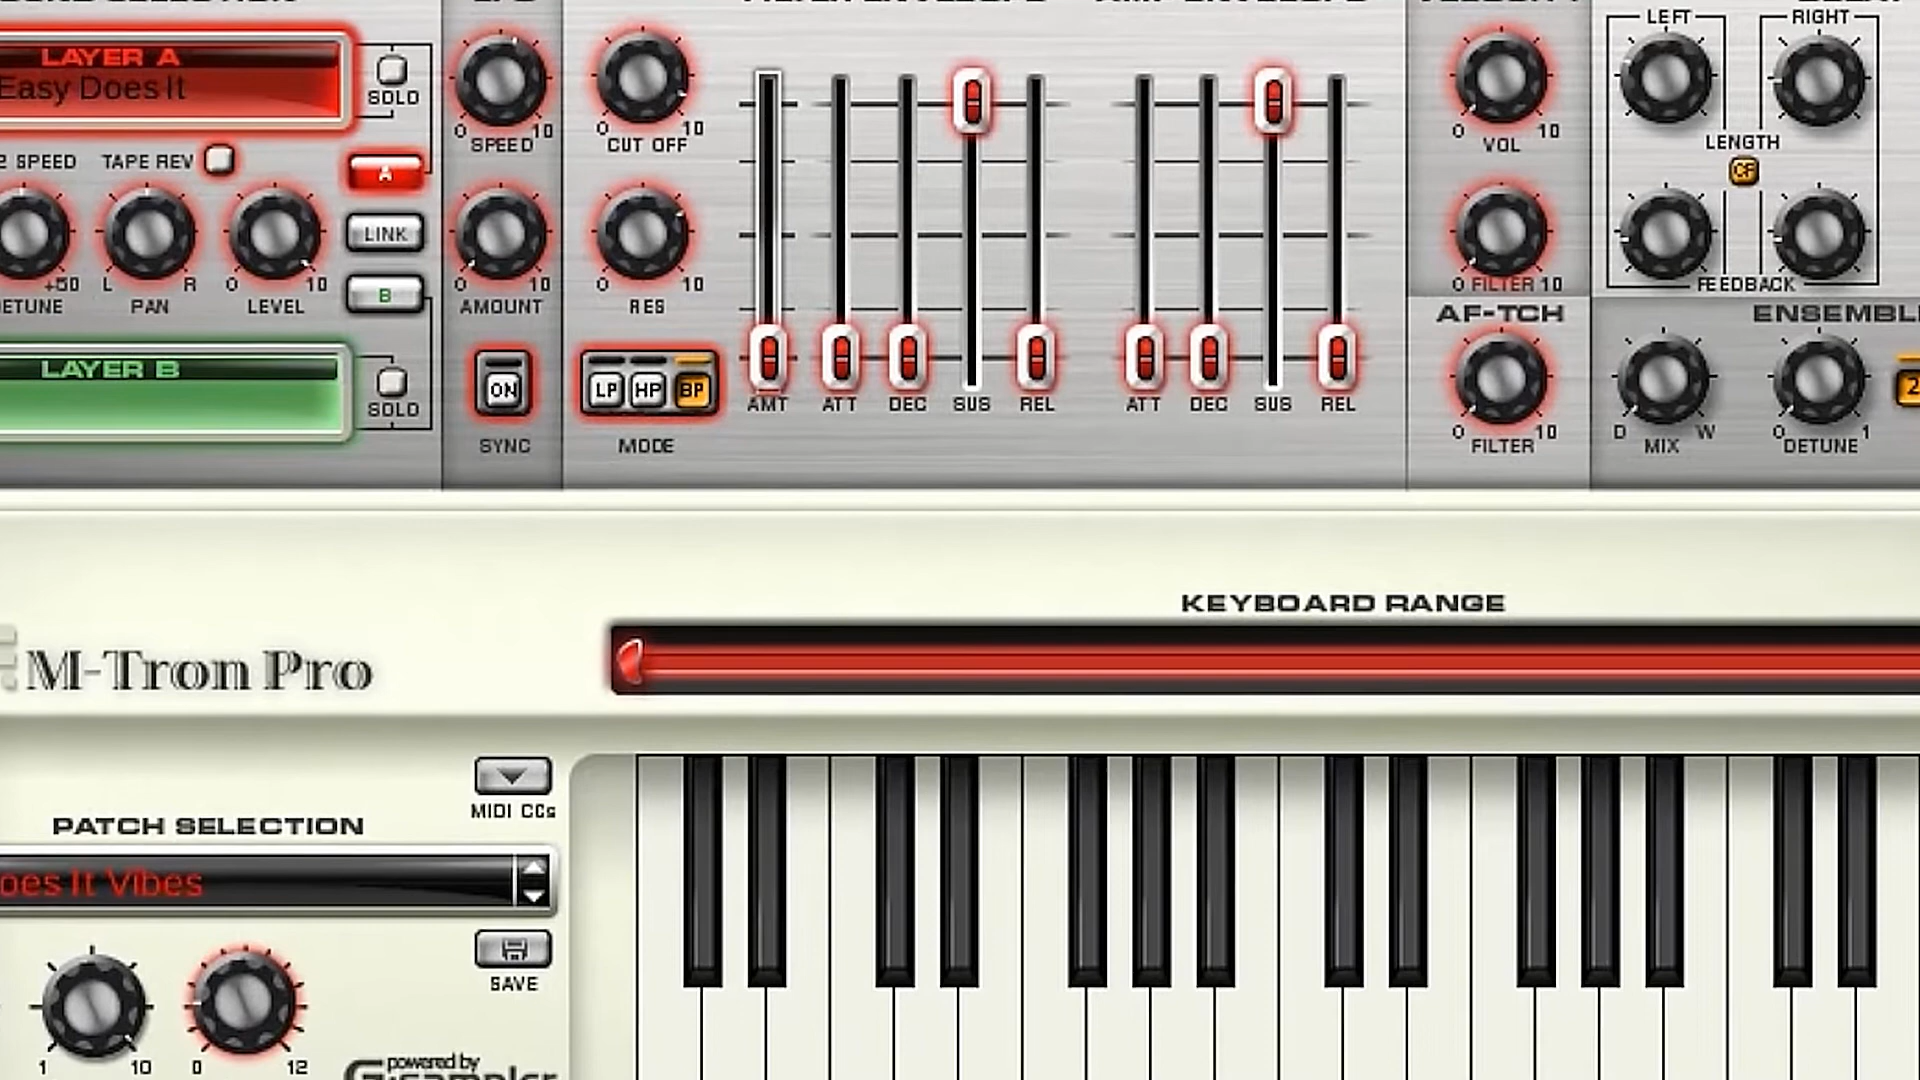 LAYER A
Easy Does It
SOLO
2 SPEED
TAPE REV
A
LINK
B
+50
L
R
0
10
PAN
LEVEL
LAYER B
SOLO
0
10
SPEED
0
10
AMOUNT
ON
SYNC
0
10
CUT OFF
0
10
RES
LP
HP
BP
MODE
AMT
ATT
DEC
SUS
REL
ATT
DEC
SUS
REL
0
10
VOL
0 FILTER 10
AF-TCH
0
10
FILTER
LEFT
RIGHT
LENGTH
CF
FEEDBACK
D
W
MIX
0
1
DETUNE
2
KEYBOARD RANGE
M-Tron Pro
MIDI CCs
PATCH SELECTION
It Vibes
SAVE
1
10
0
12
powered by